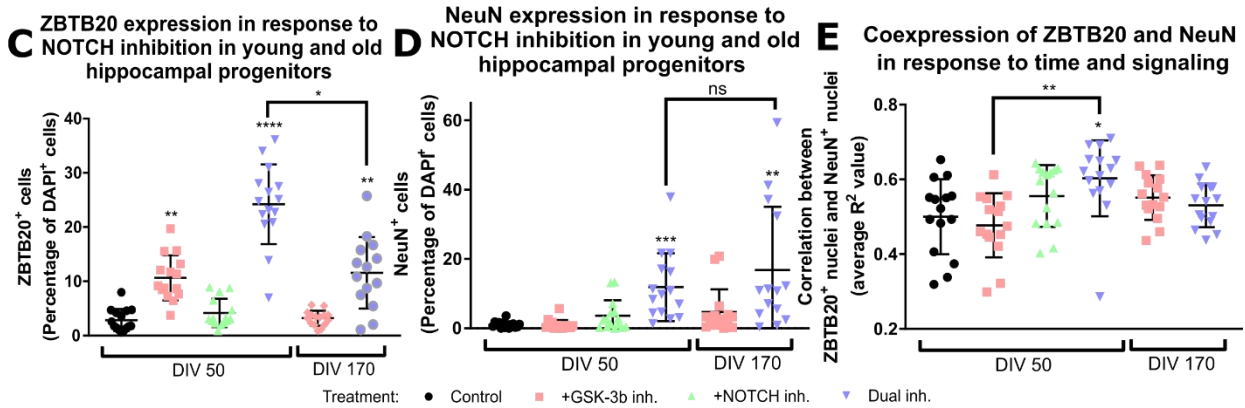 C
ZBTB20 expression in response to
NOTCH inhibition in young and old
hippocampal progenitors
ZBTB20⁺ cells
(Percentage of DAPI⁺ cells)
40
30
20
10
0
**
****
*
**
DIV 50
DIV 170
D
NeuN expression in response to
NOTCH inhibition in young and old
hippocampal progenitors
NeuN⁺ cells
(Percentage of DAPI⁺ cells)
60
40
20
0
***
ns
**
DIV 50
DIV 170
E
Coexpression of ZBTB20 and NeuN
in response to time and signaling
Correlation between
ZBTB20⁺ nuclei and NeuN⁺ nuclei
(average R² value)
0.8
0.6
0.4
0.2
**
*
DIV 50
DIV 170
Treatment: Control +GSK-3b inh. +NOTCH inh. Dual inh.